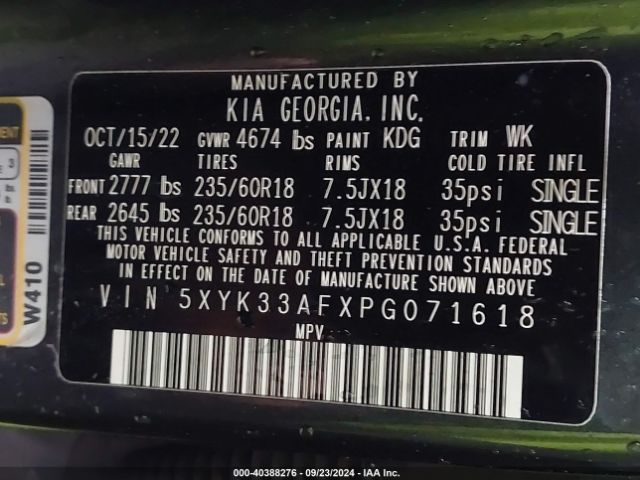 MANUFACTURED BY
KIA GEORGIA, INC.
OCT/15/22 GVWR 4674 lbs PAINT KDG TRIM WK
GAWR TIRES RIMS COLD TIRE INFL
FRONT 2777 lbs 235/60R18 7.5JX18 35psi SINGLE
REAR 2645 lbs 235/60R18 7.5JX18 35psi SINGLE
THIS VEHICLE CONFORMS TO ALL APPLICABLE U.S.A. FEDERAL
MOTOR VEHICLE SAFETY AND THEFT PREVENTION STANDARDS
IN EFFECT ON THE DATE OF MANUFACTURE SHOWN ABOVE.
VIN 5XYK33AFXPG071618
MPV
W410
3
000-40388276 - 09/23/2024 - IAA Inc.